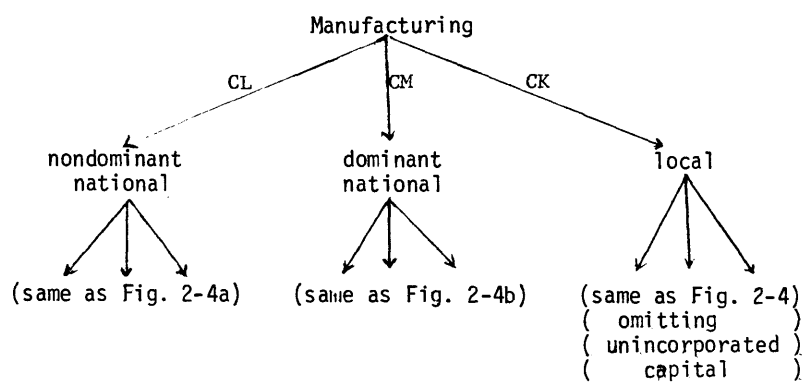 Manufacturing
CL CM CK
nondominant
national
dominant
national
local
(same as Fig. 2-4a)
(same as Fig. 2-4b)
(same as Fig. 2-4)
( omitting )
( unincorporated )
( capital )